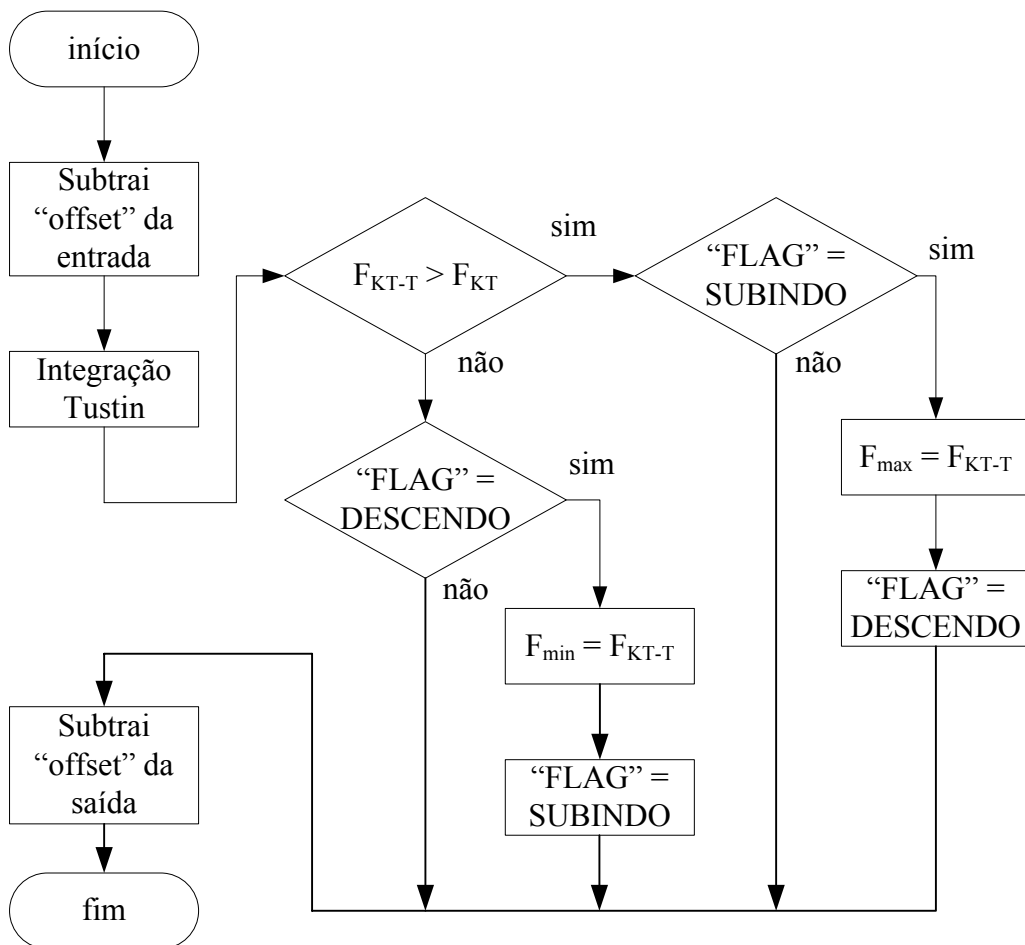 início
Subtrai
“offset” da
entrada
Integração
Tustin
F_KT-T > F_KT
sim
não
“FLAG” =
SUBINDO
sim
não
F_max = F_KT-T
“FLAG” =
DESCENDO
“FLAG” =
DESCENDO
sim
não
F_min = F_KT-T
“FLAG” =
SUBINDO
Subtrai
“offset” da
saída
fim